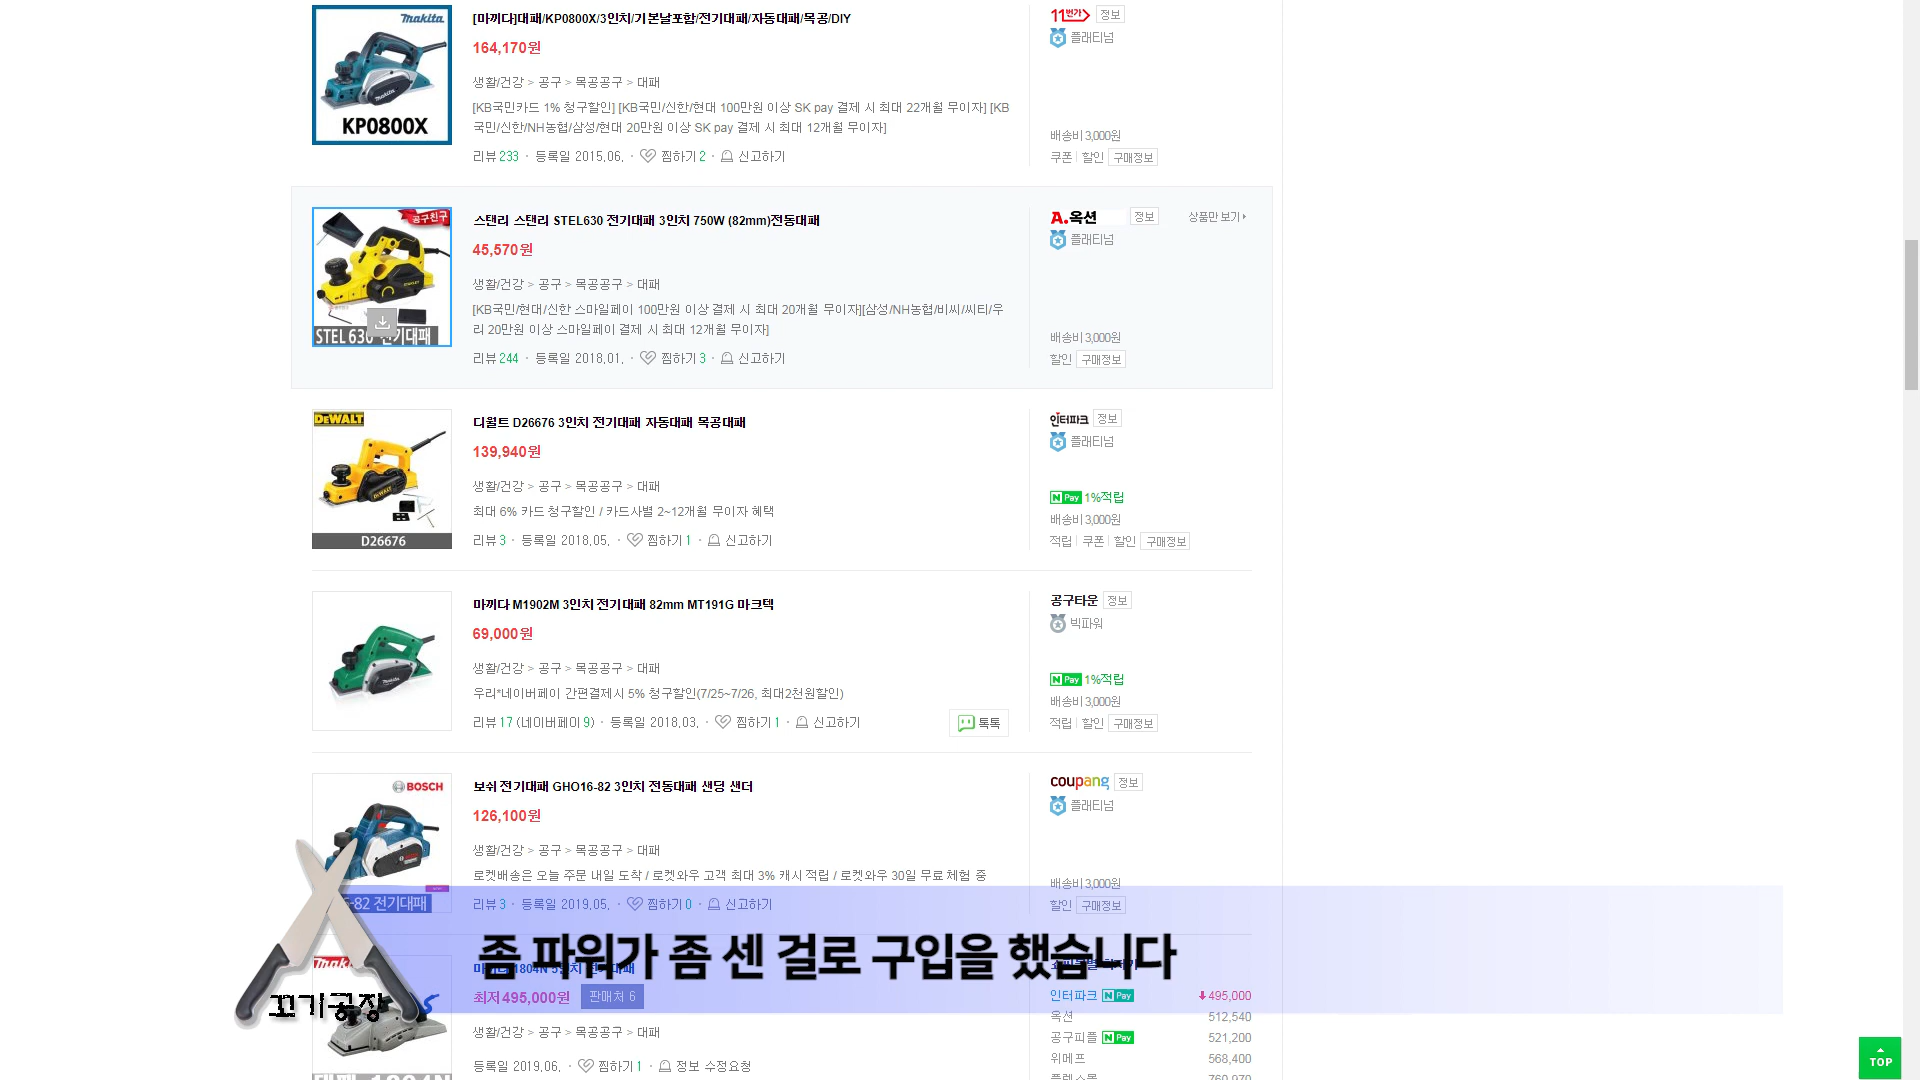 makita
KP0800X
[마끼다]대패/KP0800X/3인치/기본날포함/전기대패/자동대패/목공/DIY
164,170원
생활/건강 > 공구 > 목공공구 > 대패
[KB국민카드 1% 청구할인] [KB국민/신한/현대 100만원 이상 SK pay 결제 시 최대 22개월 무이자] [KB
국민/신한/NH농협/삼성/현대 20만원 이상 SK pay 결제 시 최대 12개월 무이자]
리뷰 233 · 등록일 2015.06. · 찜하기 2 · 신고하기
11번가 정보
플래티넘
배송비 3,000원
쿠폰 | 할인 구매정보
공구친구
STEL 630 전기대패
스탠리 스탠리 STEL630 전기대패 3인치 750W (82mm)전동대패
45,570원
생활/건강 > 공구 > 목공공구 > 대패
[KB국민/현대/신한 스마일페이 100만원 이상 결제 시 최대 20개월 무이자][삼성/NH농협/비씨/씨티/우
리 20만원 이상 스마일페이 결제 시 최대 12개월 무이자]
리뷰 244 · 등록일 2018.01. · 찜하기 3 · 신고하기
A.옥션 정보 상품만 보기
플래티넘
배송비 3,000원
할인 구매정보
DEWALT
D26676
디월트 D26676 3인치 전기대패 자동대패 목공대패
139,940원
생활/건강 > 공구 > 목공공구 > 대패
최대 6% 카드 청구할인 / 카드사별 2~12개월 무이자 혜택
리뷰 3 · 등록일 2018.05. · 찜하기 1 · 신고하기
인터파크 정보
플래티넘
N Pay 1%적립
배송비 3,000원
적립 | 쿠폰 | 할인 구매정보
마끼다 M1902M 3인치 전기대패 82mm MT191G 마크텍
69,000원
생활/건강 > 공구 > 목공공구 > 대패
우리*네이버페이 간편결제시 5% 청구할인(7/25~7/26, 최대2천원할인)
리뷰 17 (네이버페이 9) · 등록일 2018.03. · 찜하기 1 · 신고하기
톡톡
공구타운 정보
빅파워
N Pay 1%적립
배송비 3,000원
적립 | 할인 구매정보
BOSCH
-82 전기대패
보쉬 전기대패 GHO16-82 3인치 전동대패 샌딩 샌더
126,100원
생활/건강 > 공구 > 목공공구 > 대패
로켓배송은 오늘 주문 내일 도착 / 로켓와우 고객 최대 3% 캐시 적립 / 로켓와우 30일 무료 체험 중
리뷰 3 · 등록일 2019.05. · 찜하기 0 · 신고하기
coupang 정보
플래티넘
배송비 3,000원
할인 구매정보
좀 파워가 좀 센 걸로 구입을 했습니다
꼬기공장
최저 495,000원 판매처 6
생활/건강 > 공구 > 목공공구 > 대패
등록일 2019.06. · 찜하기 1 · 정보 수정요청
인터파크 N Pay 495,000
옥션 512,540
공구피플 N Pay 521,200
위메프 568,400
TOP